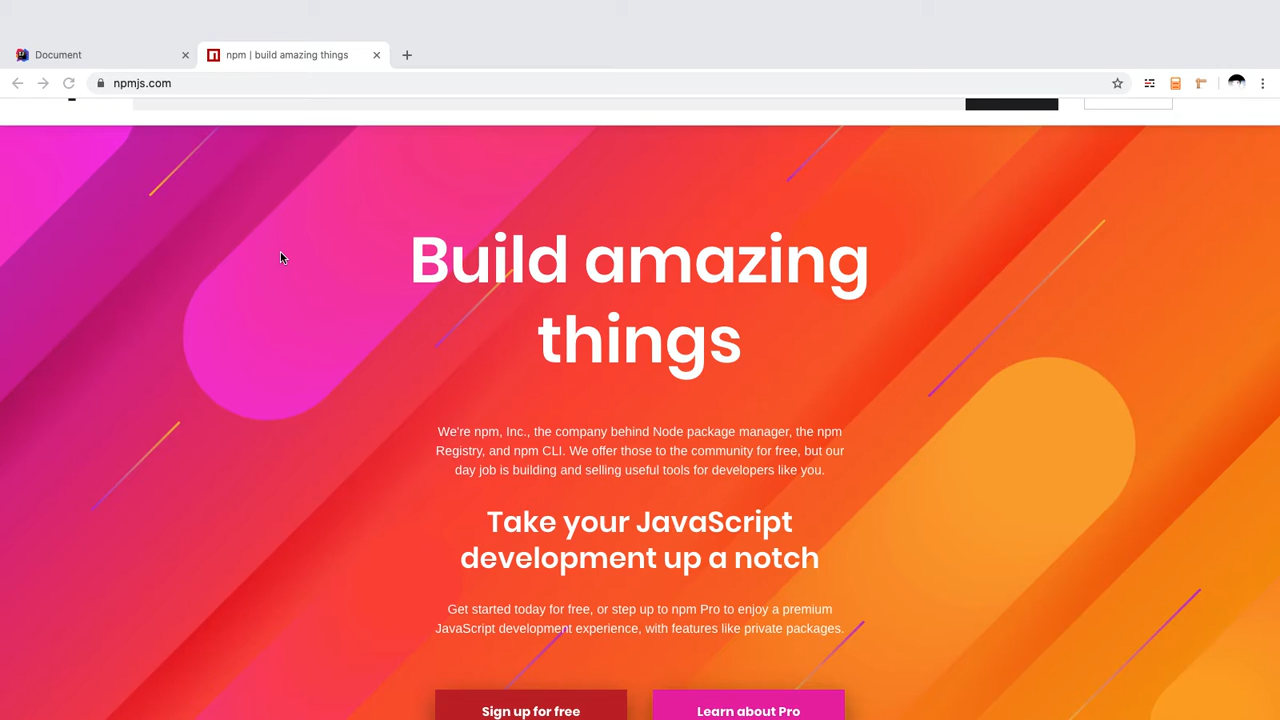 Document
npm | build amazing things
npmjs.com
Build amazing
things
We're npm, Inc., the company behind Node package manager, the npm
Registry, and npm CLI. We offer those to the community for free, but our
day job is building and selling useful tools for developers like you.
Take your JavaScript
development up a notch
Get started today for free, or step up to npm Pro to enjoy a premium
JavaScript development experience, with features like private packages.
Sign up for free
Learn about Pro